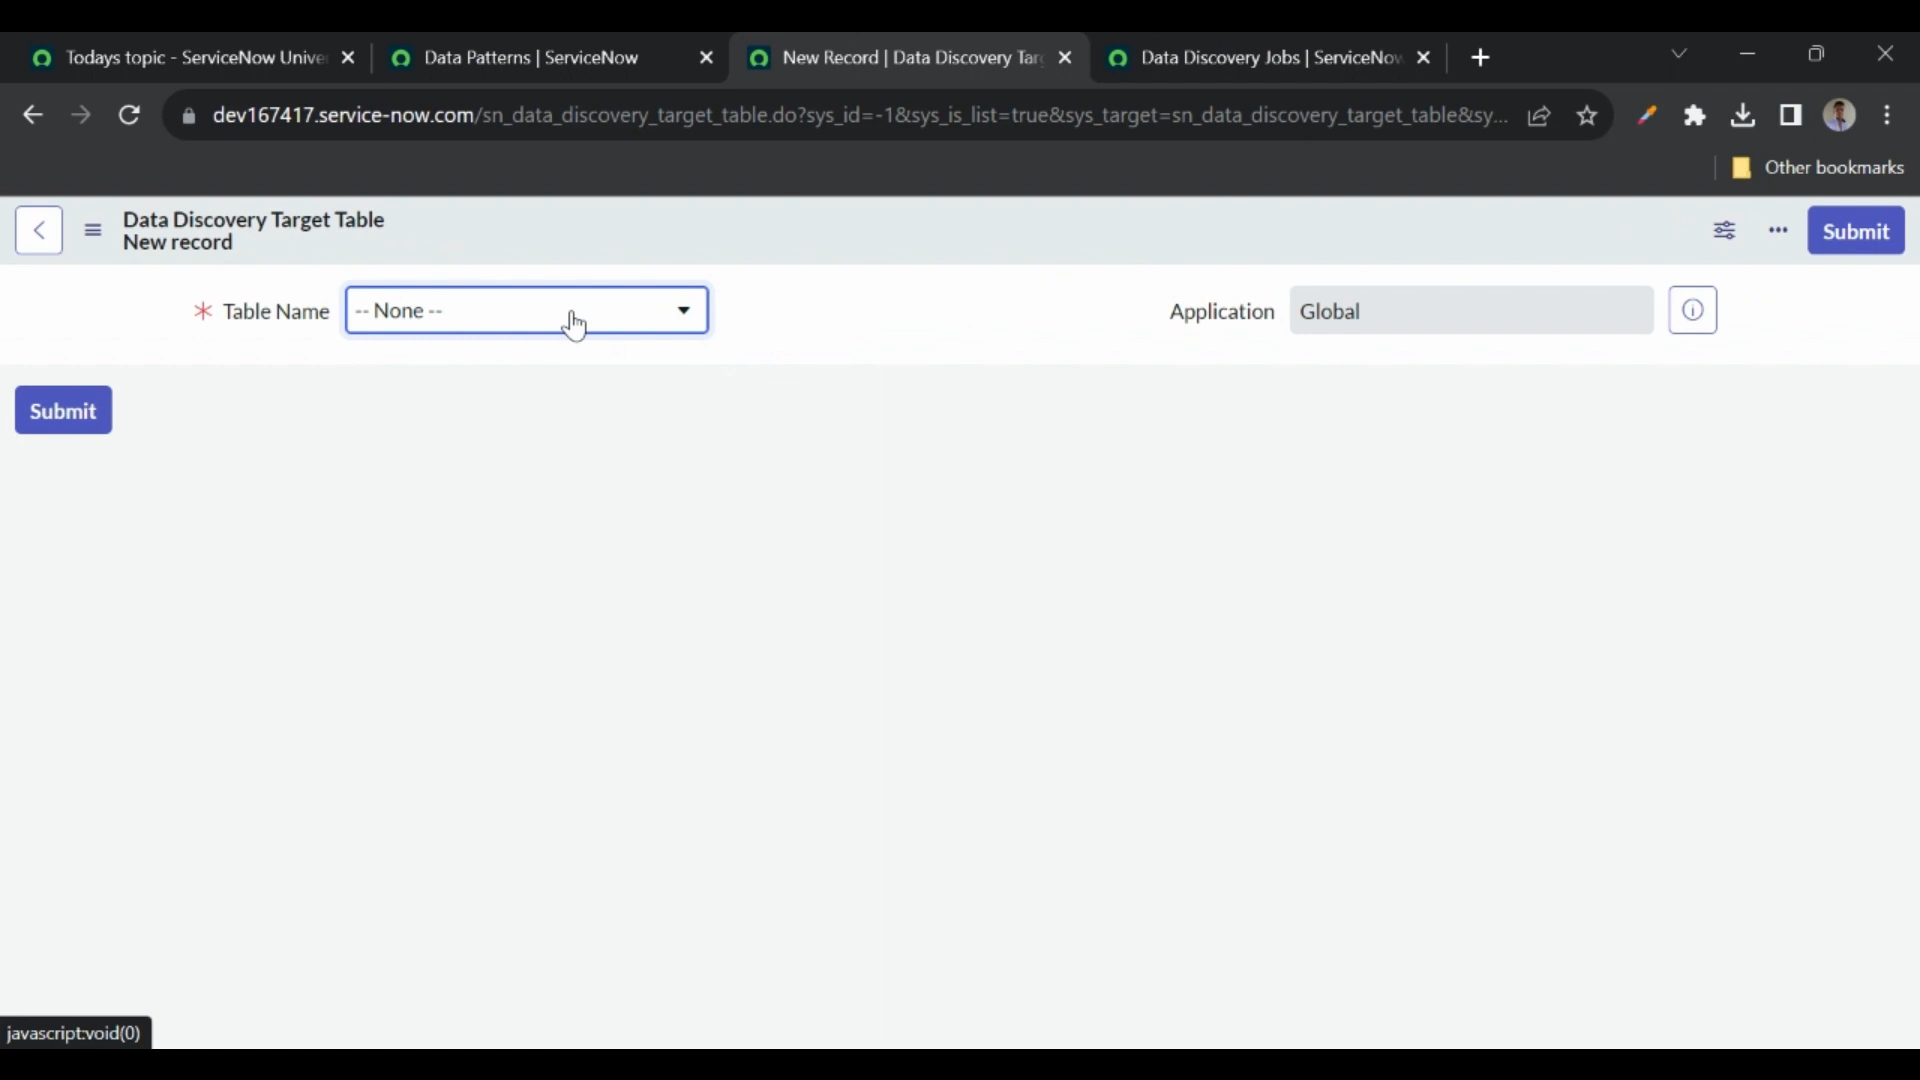 Todays topic - ServiceNow Unive
Data Patterns | ServiceNow
New Record | Data Discovery Tar
Data Discovery Jobs | ServiceNow
dev167417.service-now.com/sn_data_discovery_target_table.do?sys_id=-1&sys_is_list=true&sys_target=sn_data_discovery_target_table&sy...
Other bookmarks
Data Discovery Target Table
New record
Submit
* Table Name
-- None --
Application
Global
Submit
javascript:void(0)